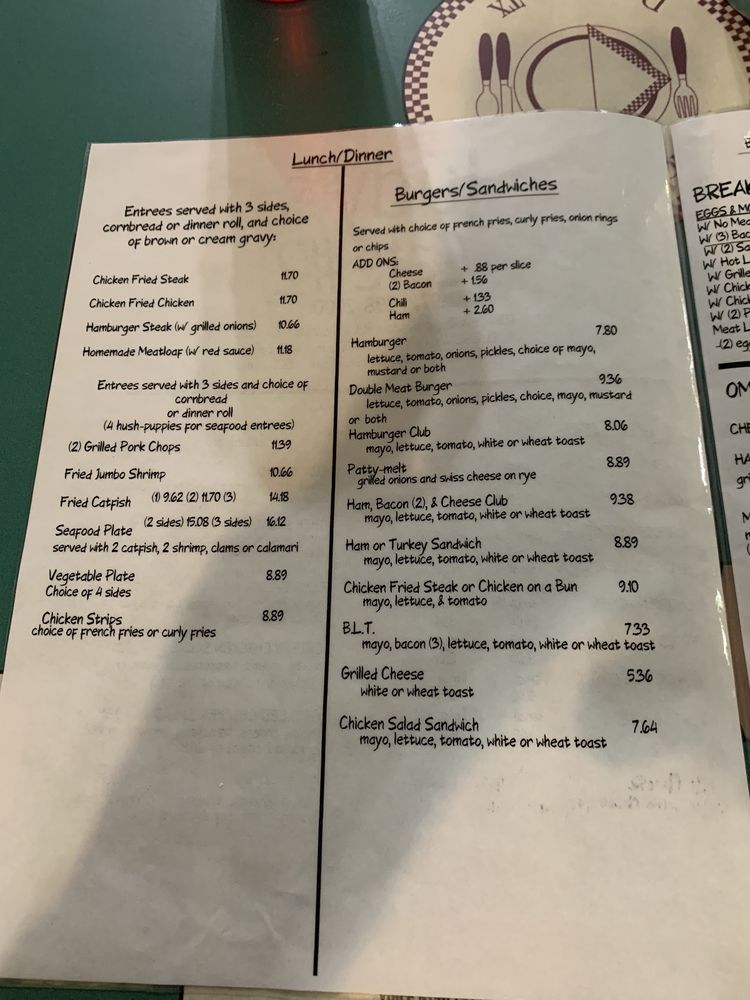 Lunch/Dinner
Entrees served with 3 sides,
cornbread or dinner roll, and choice
of brown or cream gravy:
Chicken Fried Steak 11.70
Chicken Fried Chicken 11.70
Hamburger Steak (w/ grilled onions) 10.66
Homemade Meatloaf (w/ red sauce) 11.18
Entrees served with 3 sides and choice of
cornbread
or dinner roll
(4 hush-puppies for seafood entrees)
(2) Grilled Pork Chops 11.39
Fried Jumbo Shrimp 10.66
Fried Catfish (1) 9.62 (2) 11.70 (3) 14.18
Seafood Plate (2 sides) 15.08 (3 sides) 16.12
served with 2 catfish, 2 shrimp, clams or calamari
Vegetable Plate 8.89
Choice of 4 sides
Chicken Strips 8.89
choice of french fries or curly fries
Burgers/Sandwiches
Served with choice of french fries, curly fries, onion rings
or chips
ADD ONS:
Cheese + .88 per slice
(2) Bacon + 1.56
Chili + 1.33
Ham + 2.60
Hamburger 7.80
lettuce, tomato, onions, pickles, choice of mayo,
mustard or both
Double Meat Burger 9.36
lettuce, tomato, onions, pickles, choice, mayo, mustard
or both
Hamburger Club 8.06
mayo, lettuce, tomato, white or wheat toast
Patty-melt 8.89
grilled onions and swiss cheese on rye
Ham, Bacon (2), & Cheese Club 9.38
mayo, lettuce, tomato, white or wheat toast
Ham or Turkey Sandwich 8.89
mayo, lettuce, tomato, white or wheat toast
Chicken Fried Steak or Chicken on a Bun 9.10
mayo, lettuce, & tomato
B.L.T. 7.33
mayo, bacon (3), lettuce, tomato, white or wheat toast
Grilled Cheese 5.36
white or wheat toast
Chicken Salad Sandwich 7.64
mayo, lettuce, tomato, white or wheat toast
EGGS &
W/ No
W/ (3)
W/ (2)
W/ Hot
W/
W/
W/
W/ (2)
Meat
-(2)